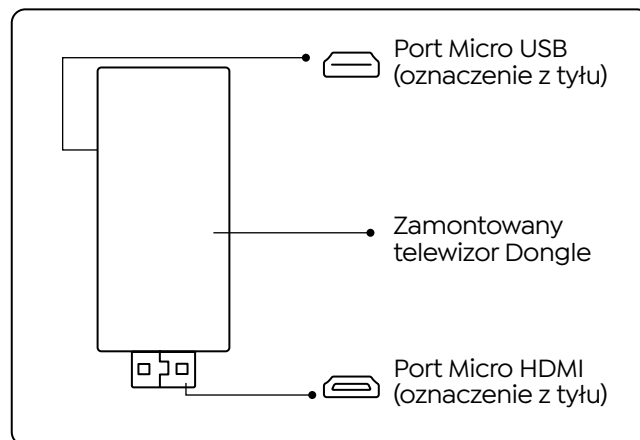 Port Micro USB
(oznaczenie z tyłu)
Zamontowany
telewizor Dongle
Port Micro HDMI
(oznaczenie z tyłu)